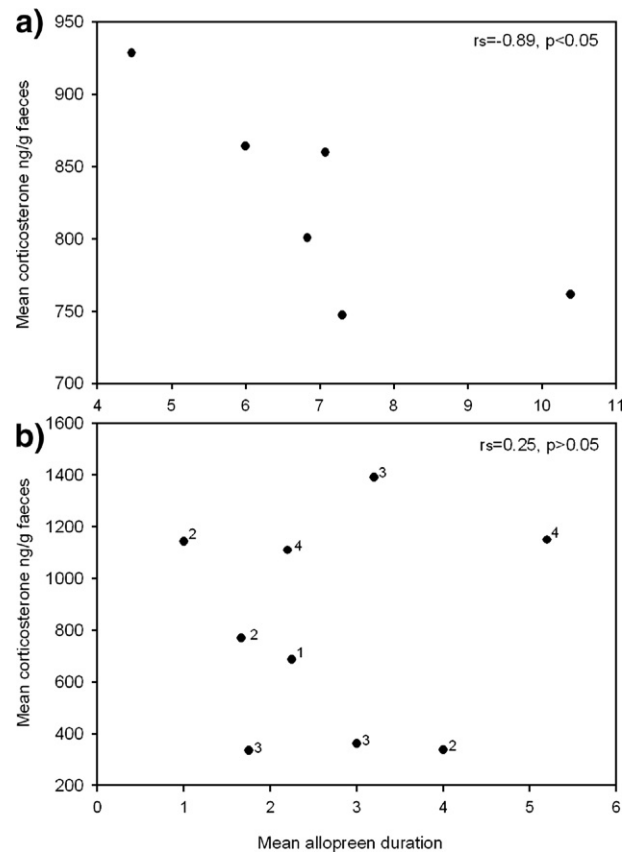 a)
rs=-0.89, p<0.05
Mean corticosterone ng/g faeces
950
900
850
800
750
700
4 5 6 7 8 9 10 11
b)
rs=0.25, p>0.05
Mean corticosterone ng/g faeces
1600
1400
1200
1000
800
600
400
200
3
2
4
4
2
1
3
3
2
0 1 2 3 4 5 6
Mean allopreen duration